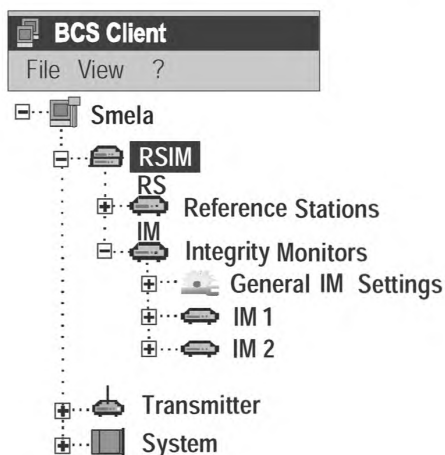 BCS Client
File View ?
Smela
RSIM
RS
Reference Stations
IM
Integrity Monitors
General IM Settings
IM 1
IM 2
Transmitter
System